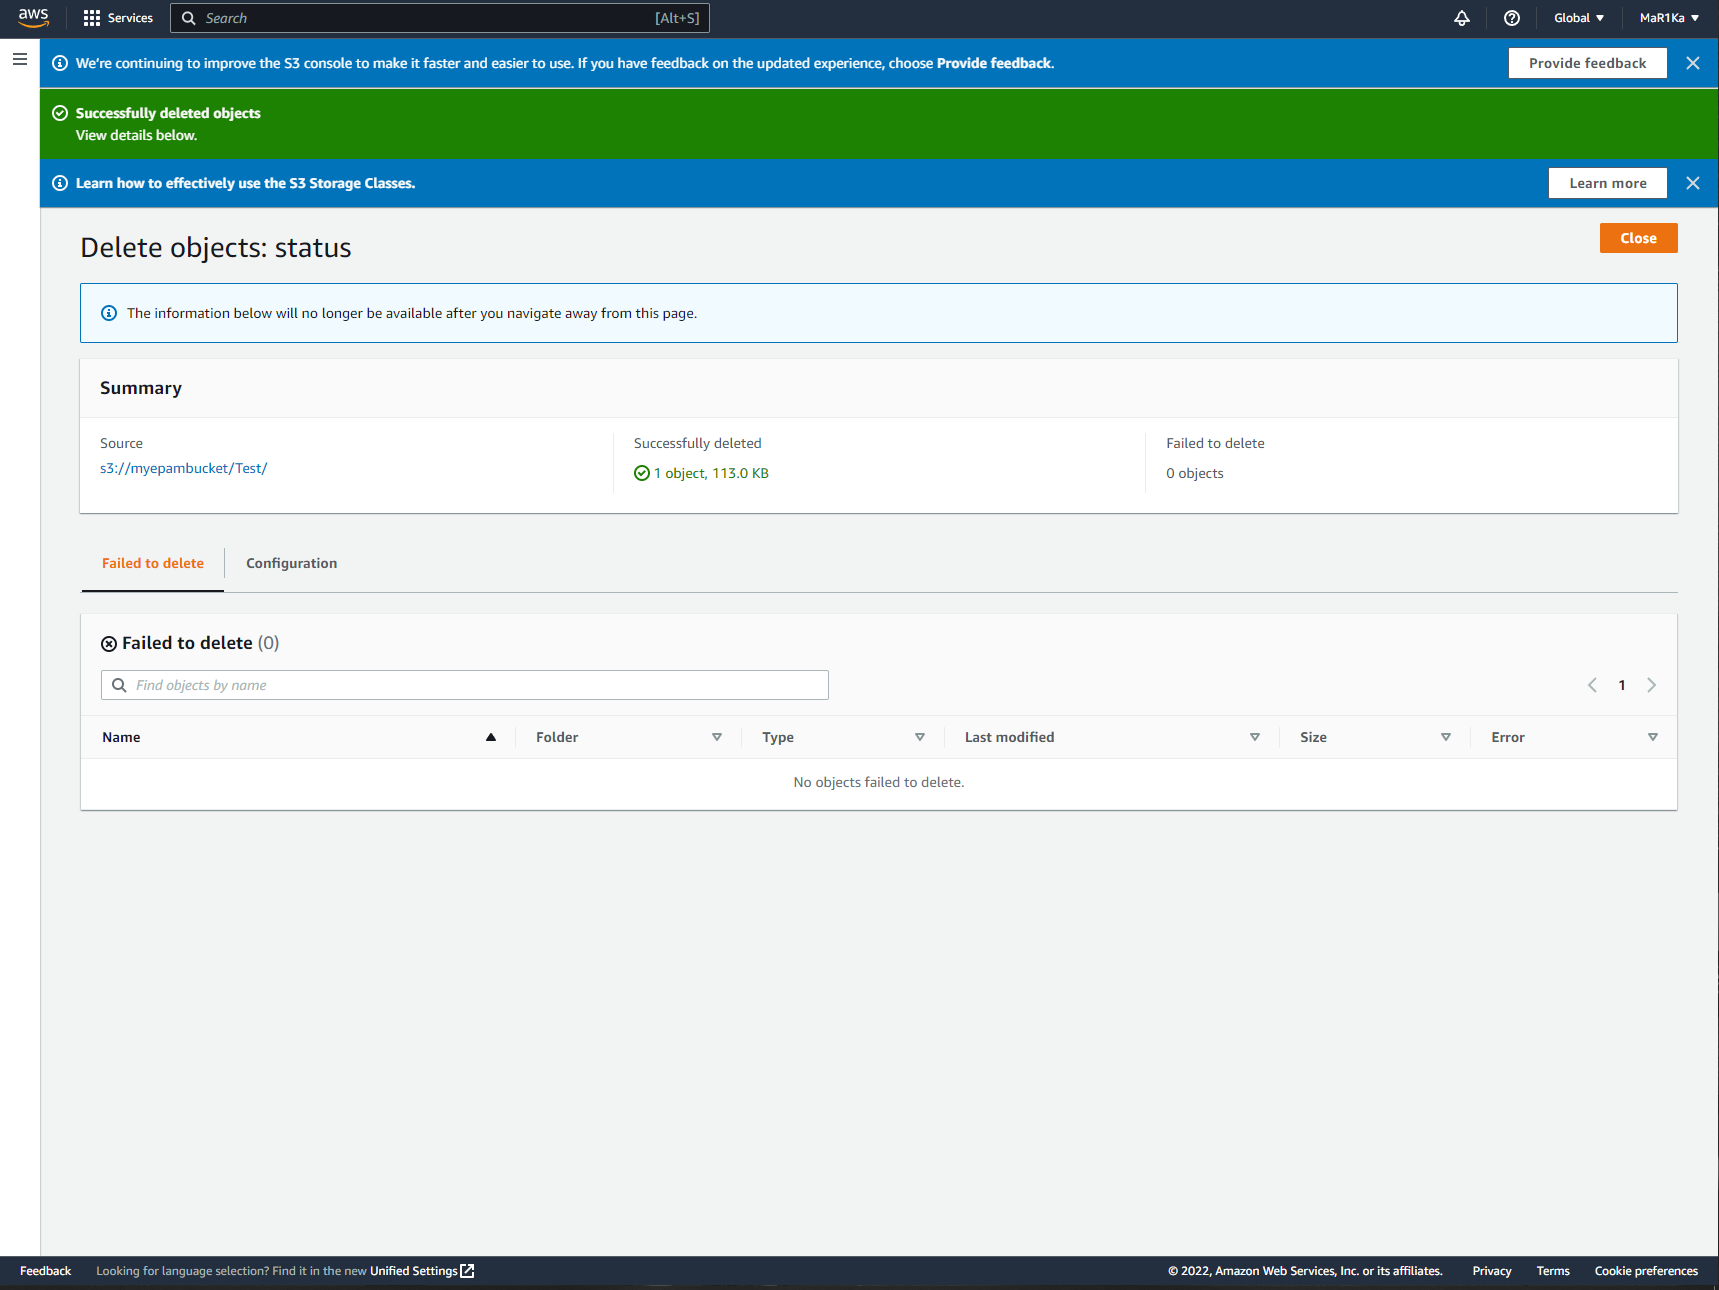 aws
Services
Search [Alt+S]
Global
MaR1Ka
We're continuing to improve the S3 console to make it faster and easier to use. If you have feedback on the updated experience, choose Provide feedback.
Provide feedback
Successfully deleted objects
View details below.
Learn how to effectively use the S3 Storage Classes.
Learn more
Delete objects: status
Close
The information below will no longer be available after you navigate away from this page.
Summary
Source
s3://myepambucket/Test/
Successfully deleted
1 object, 113.0 KB
Failed to delete
0 objects
Failed to delete
Configuration
Failed to delete (0)
Find objects by name
1
Name Folder Type Last modified Size Error
No objects failed to delete.
Feedback
Looking for language selection? Find it in the new Unified Settings
© 2022, Amazon Web Services, Inc. or its affiliates.
Privacy
Terms
Cookie preferences